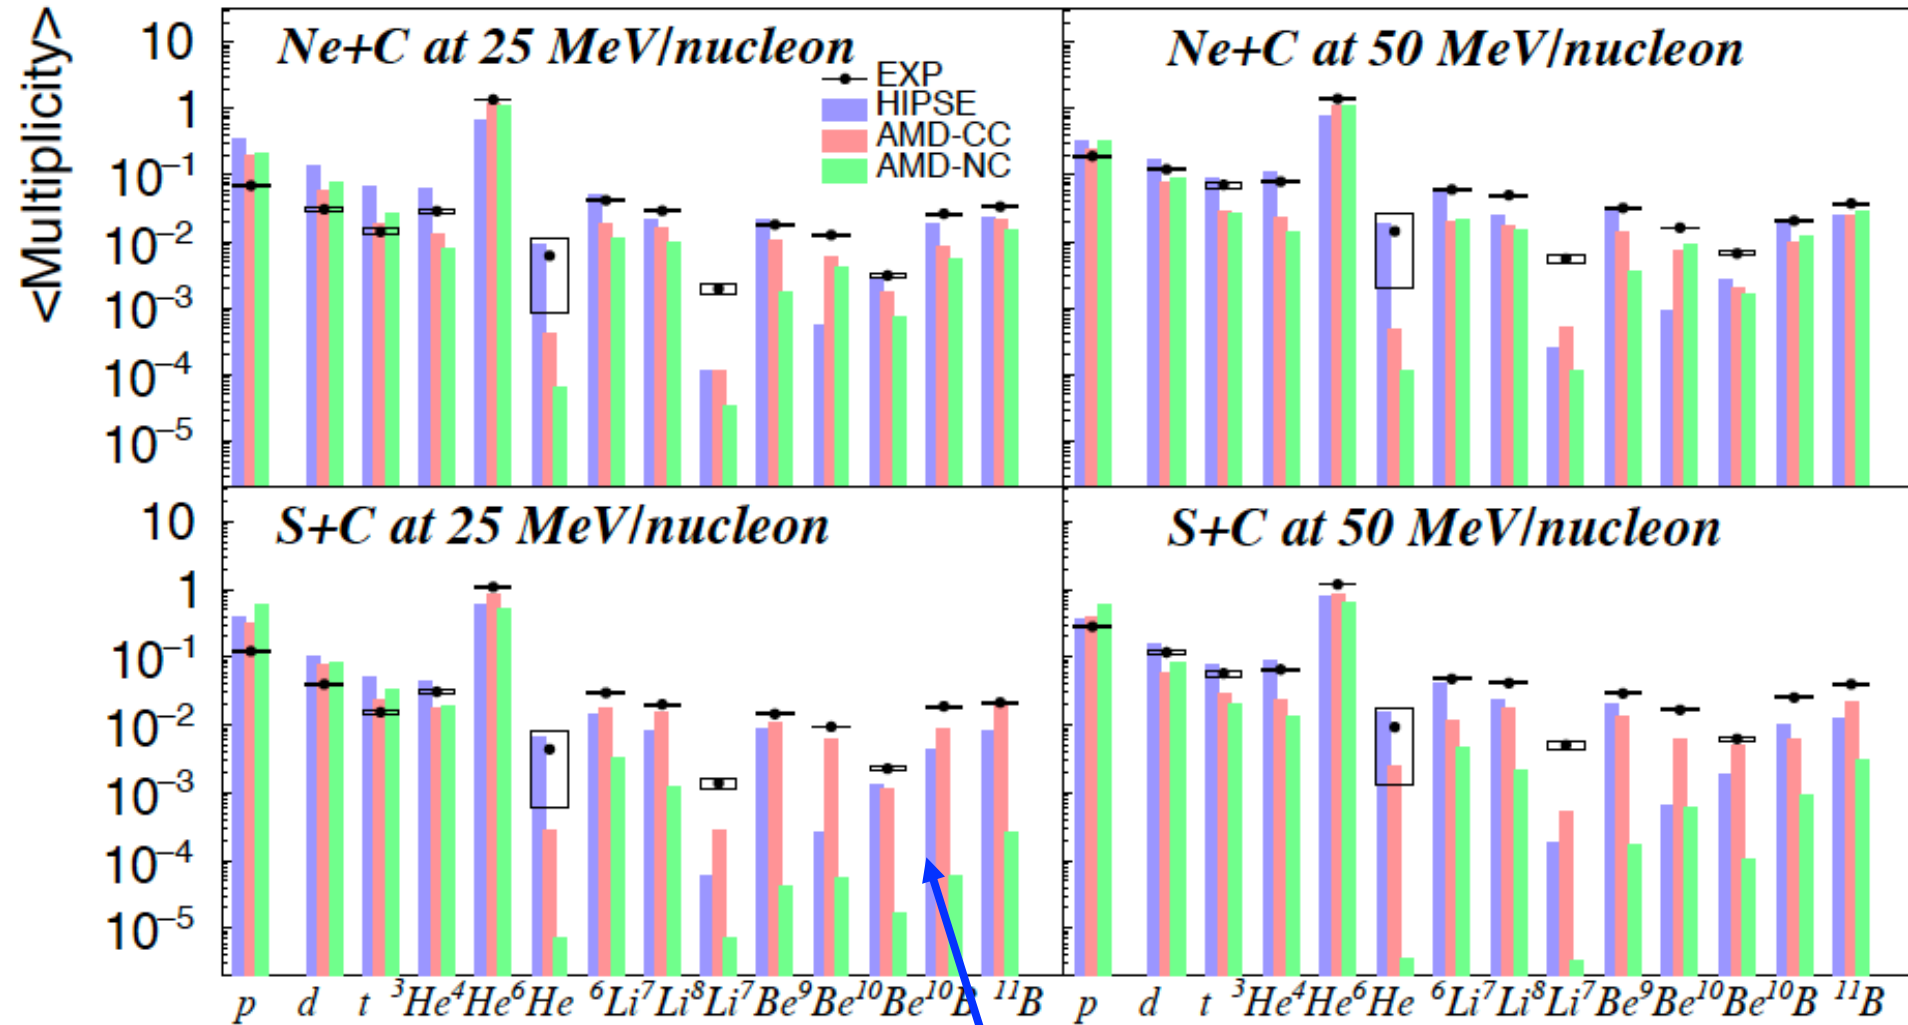 <Multiplicity>
Ne+C at 25 MeV/nucleon
EXP
HIPSE
AMD-CC
AMD-NC
10
1
10⁻¹
10⁻²
10⁻³
10⁻⁴
10⁻⁵
Ne+C at 50 MeV/nucleon
S+C at 25 MeV/nucleon
10
1
10⁻¹
10⁻²
10⁻³
10⁻⁴
10⁻⁵
S+C at 50 MeV/nucleon
p d t ³He ⁴He ⁶He ⁶Li ⁷Li ⁸Li ⁷Be ⁹Be ¹⁰Be ¹⁰B ¹¹B
p d t ³He ⁴He ⁶He ⁶Li ⁷Li ⁸Li ⁷Be ⁹Be ¹⁰Be ¹⁰B ¹¹B